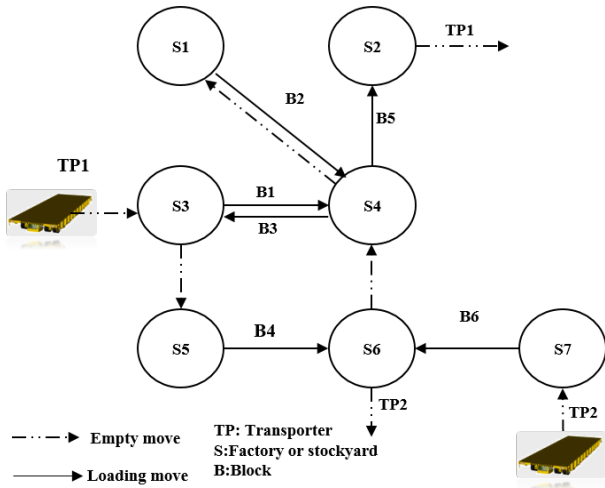 S1
S2
TP1
B2
B5
TP1
S3
B1
S4
B3
B4
B6
S5
S6
S7
TP2
TP2
Empty move
TP: Transporter
S:Factory or stockyard
Loading move
B:Block